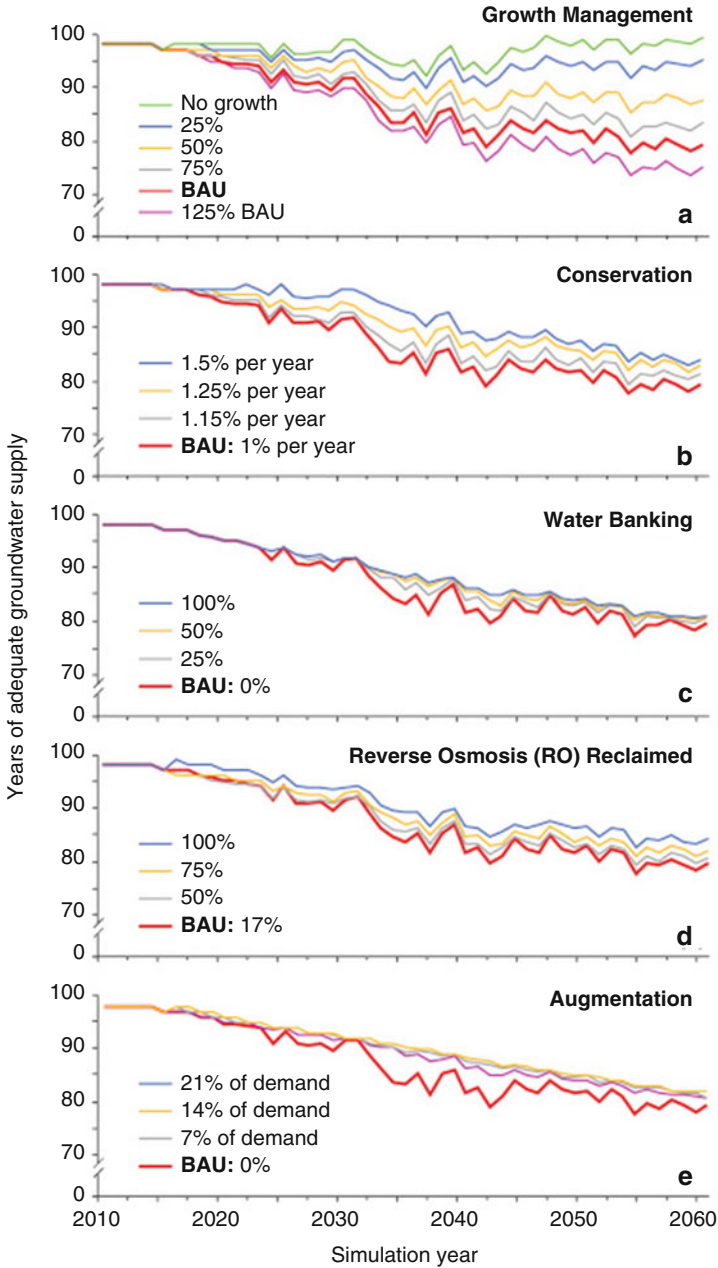 Growth Management
100
90
80
70
0
No growth
25%
50%
75%
BAU
125% BAU
a
Conservation
100
90
80
70
0
1.5% per year
1.25% per year
1.15% per year
BAU: 1% per year
b
Years of adequate groundwater supply
Water Banking
100
90
80
70
0
100%
50%
25%
BAU: 0%
c
Reverse Osmosis (RO) Reclaimed
100
90
80
70
0
100%
75%
50%
BAU: 17%
d
Augmentation
100
90
80
70
0
21% of demand
14% of demand
7% of demand
BAU: 0%
e
2010 2020 2030 2040 2050 2060
Simulation year